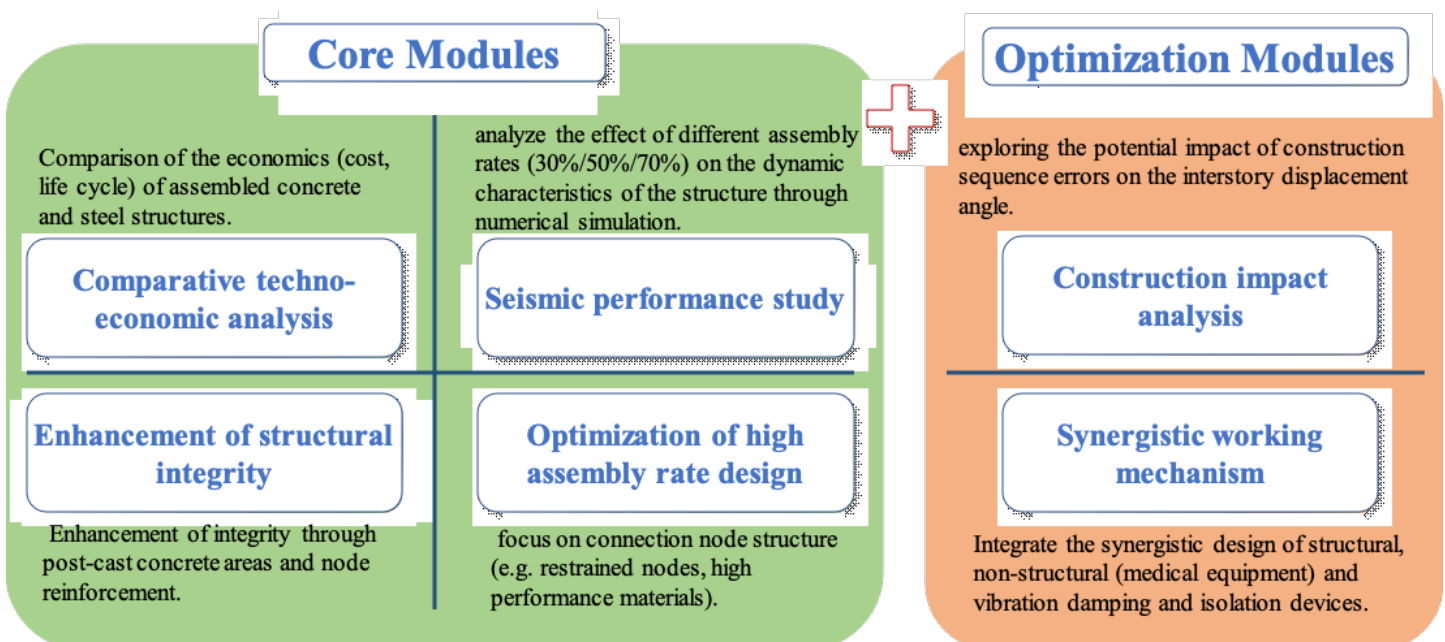 Core Modules
Comparison of the economics (cost,
life cycle) of assembled concrete
and steel structures.
Comparative techno-
economic analysis
analyze the effect of different assembly
rates (30%/50%/70%) on the dynamic
characteristics of the structure through
numerical simulation.
Seismic performance study
Enhancement of structural
integrity
Enhancement of integrity through
post-cast concrete areas and node
reinforcement.
Optimization of high
assembly rate design
focus on connection node structure
(e.g. restrained nodes, high
performance materials).
Optimization Modules
exploring the potential impact of construction
sequence errors on the interstory displacement
angle.
Construction impact
analysis
Synergistic working
mechanism
Integrate the synergistic design of structural,
non-structural (medical equipment) and
vibration damping and isolation devices.